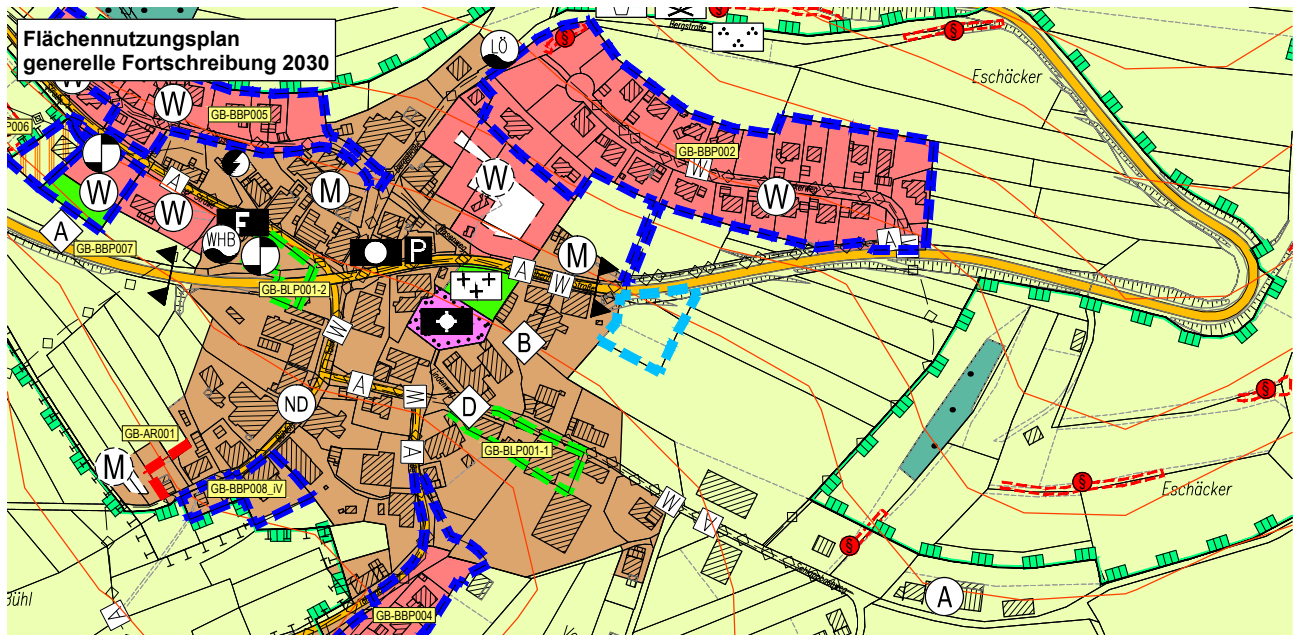 Flächennutzungsplan
generelle Fortschreibung 2030
LÖ
Bergstraße
§
§
Eschäcker
W
W
GB-BBP005
GB-BBP002
W
W
W
M
W
A
W
W
A
F
WHB
P
A
GB-BBP007
GB-BLP001-2
M
A
W
W
B
A
W
ND
D
A
GB-AR001
M
GB-BLP001-1
GB-BBP008_iV
W
A
§
§
§
Eschäcker
Bühl
A
GB-BBP004
A